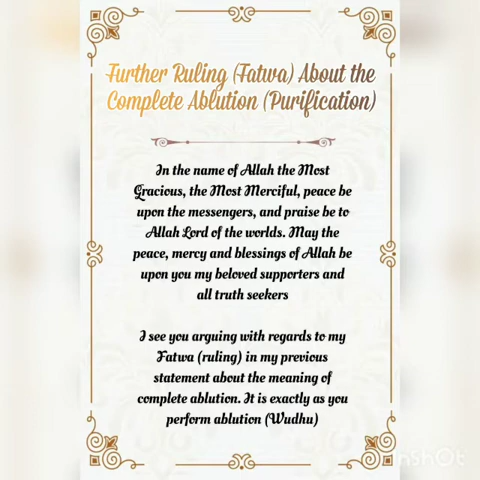 Further Ruling (Fatwa) About the
Complete Ablution (Purification)
In the name of Allah the Most
Gracious, the Most Merciful, peace be
upon the messengers, and praise be to
Allah Lord of the worlds. May the
peace, mercy and blessings of Allah be
upon you my beloved supporters and
all truth seekers
I see you arguing with regards to my
Fatwa (ruling) in my previous
statement about the meaning of
complete ablution. It is exactly as you
perform ablution (Wudhu)